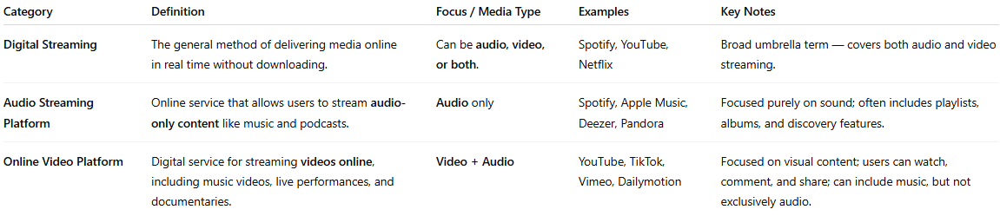 Category Definition Focus / Media Type Examples Key Notes
Digital Streaming The general method of delivering media online Can be audio, video, Spotify, YouTube, Broad umbrella term — covers both audio and video
in real time without downloading. or both. Netflix streaming.
Audio Streaming Online service that allows users to stream audio- Audio only Spotify, Apple Music, Focused purely on sound; often includes playlists,
Platform only content like music and podcasts. Deezer, Pandora albums, and discovery features.
Online Video Platform Digital service for streaming videos online, Video + Audio YouTube, TikTok, Focused on visual content; users can watch,
including music videos, live performances, and Vimeo, Dailymotion comment, and share; can include music, but not
documentaries. exclusively audio.